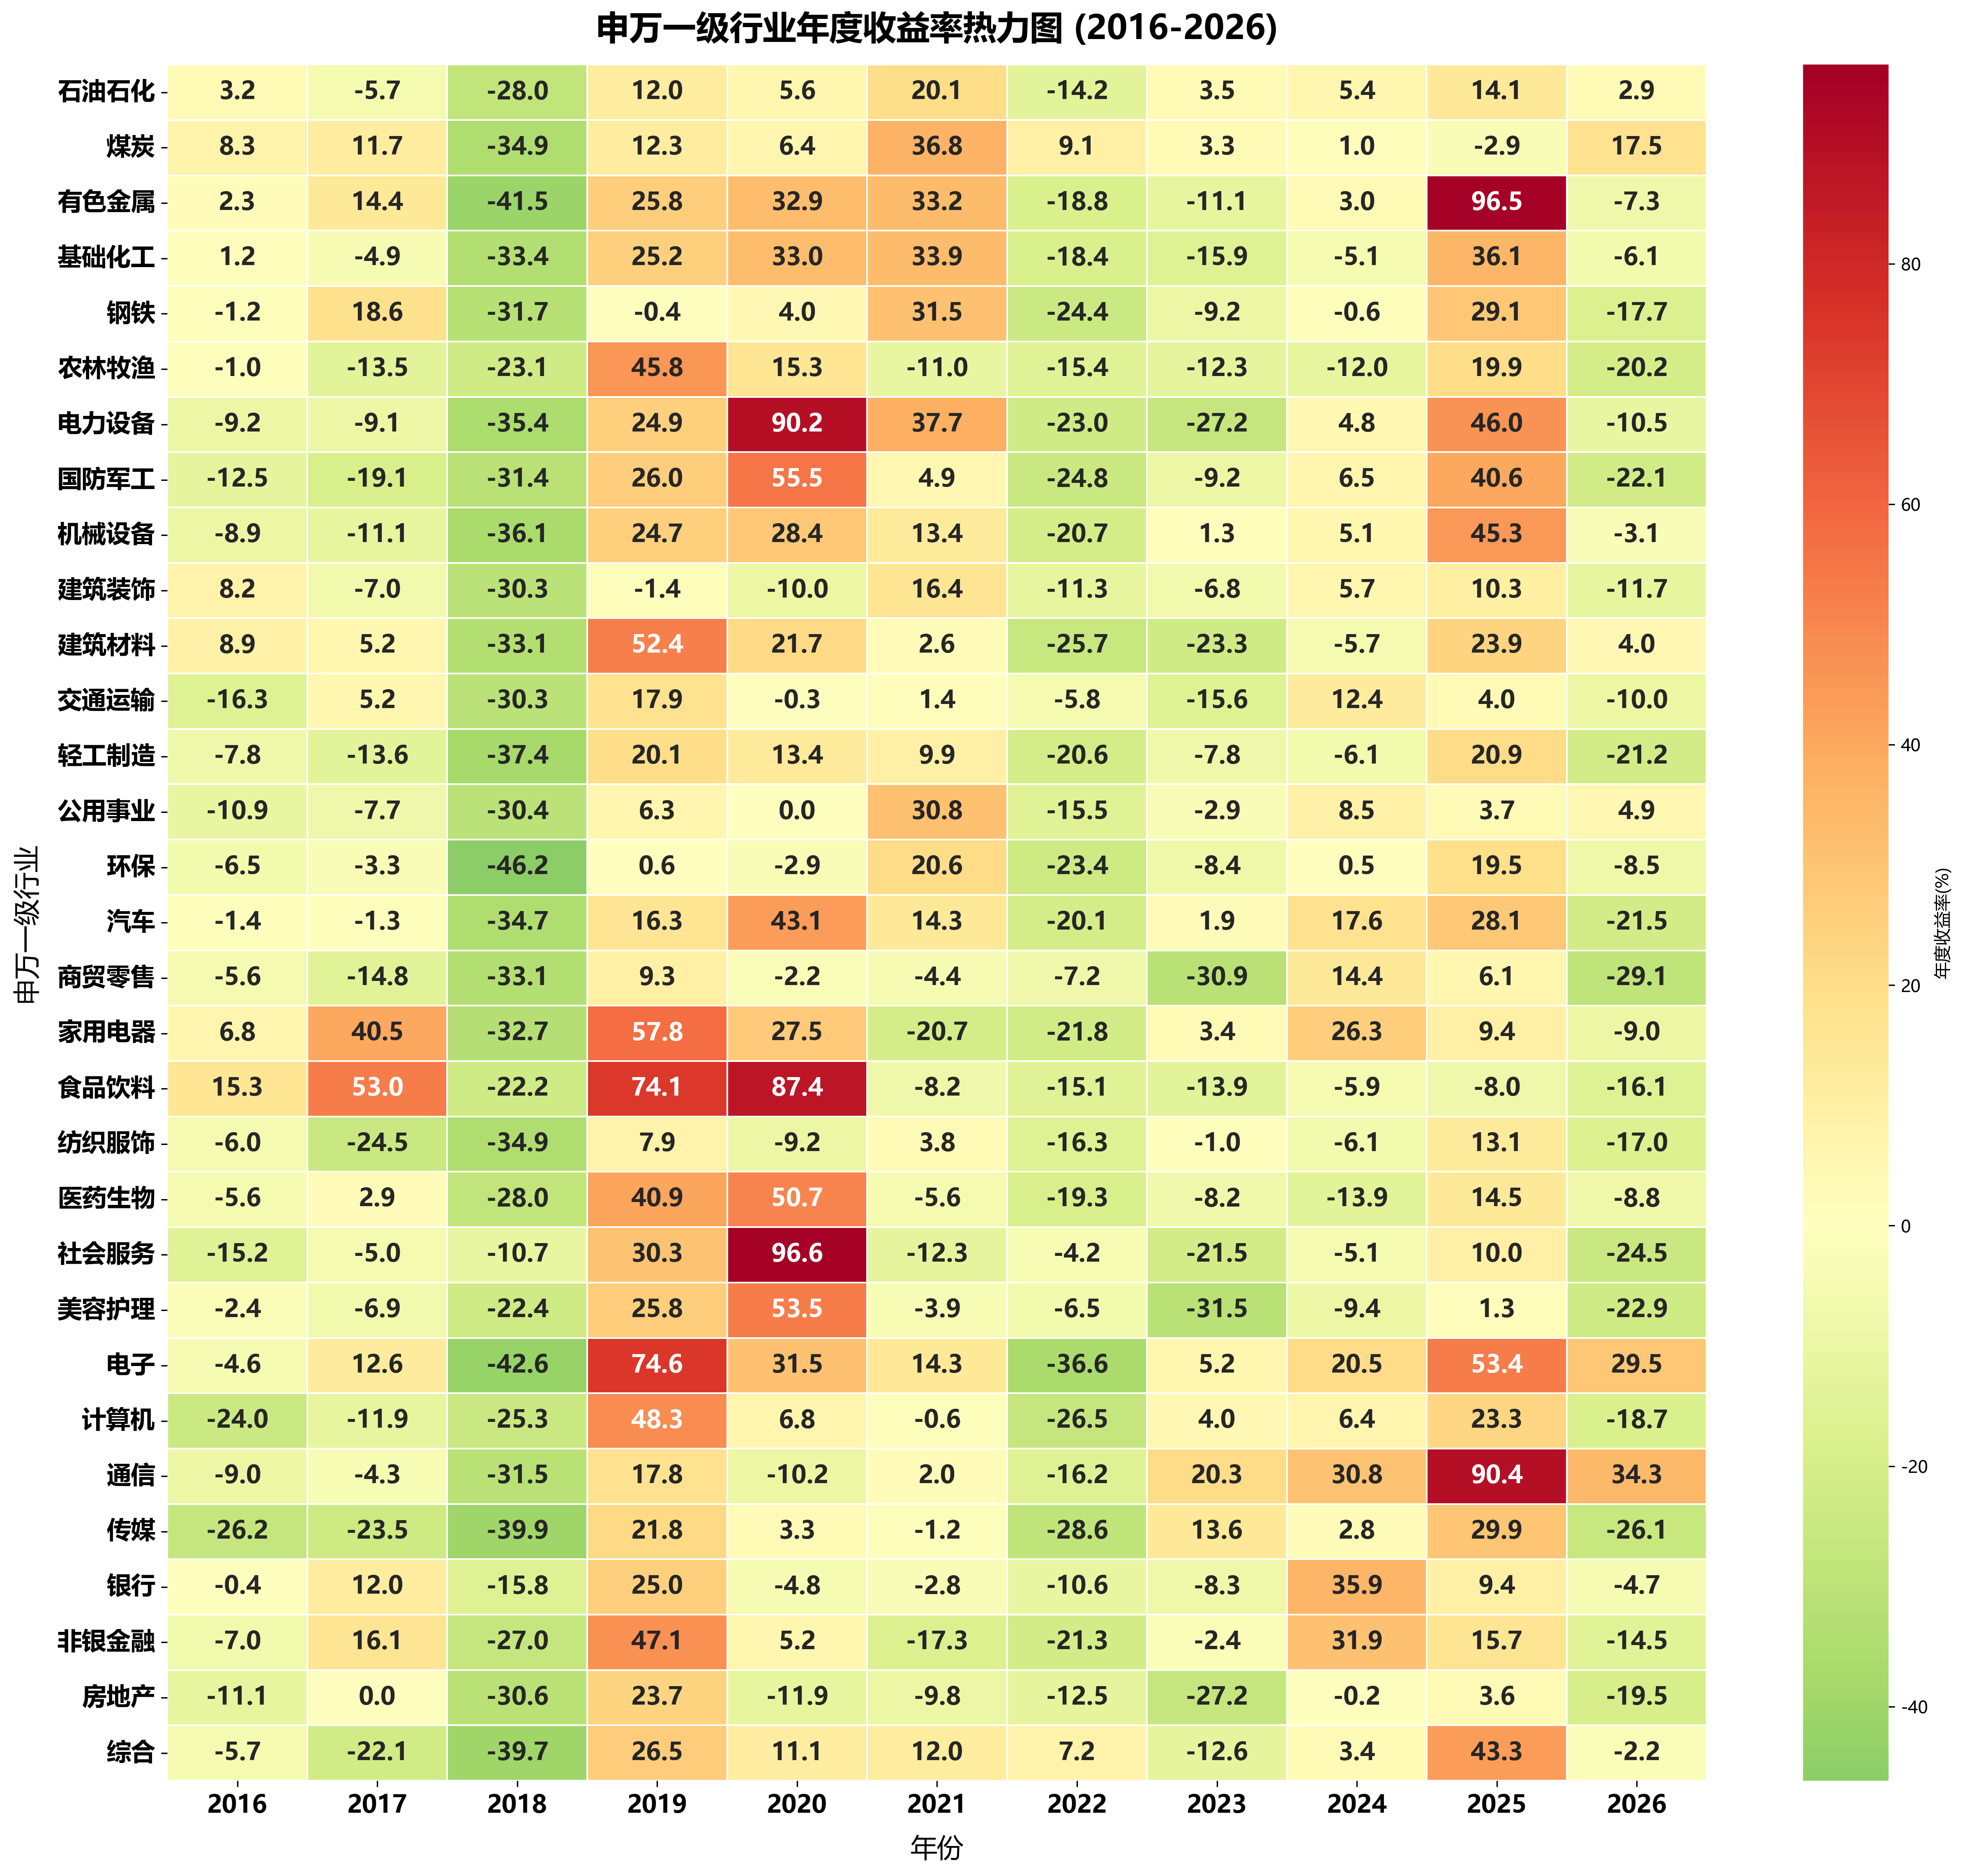 申万一级行业年度收益率热力图 (2016-2026)
申万一级行业
石油石化 3.2 -5.7 -28.0 12.0 5.6 20.1 -14.2 3.5 5.4 14.1 2.9
煤炭 8.3 11.7 -34.9 12.3 6.4 36.8 9.1 3.3 1.0 -2.9 17.5
有色金属 2.3 14.4 -41.5 25.8 32.9 33.2 -18.8 -11.1 3.0 96.5 -7.3
基础化工 1.2 -4.9 -33.4 25.2 33.0 33.9 -18.4 -15.9 -5.1 36.1 -6.1
钢铁 -1.2 18.6 -31.7 -0.4 4.0 31.5 -24.4 -9.2 -0.6 29.1 -17.7
农林牧渔 -1.0 -13.5 -23.1 45.8 15.3 -11.0 -15.4 -12.3 -12.0 19.9 -20.2
电力设备 -9.2 -9.1 -35.4 24.9 90.2 37.7 -23.0 -27.2 4.8 46.0 -10.5
国防军工 -12.5 -19.1 -31.4 26.0 55.5 4.9 -24.8 -9.2 6.5 40.6 -22.1
机械设备 -8.9 -11.1 -36.1 24.7 28.4 13.4 -20.7 1.3 5.1 45.3 -3.1
建筑装饰 8.2 -7.0 -30.3 -1.4 -10.0 16.4 -11.3 -6.8 5.7 10.3 -11.7
建筑材料 8.9 5.2 -33.1 52.4 21.7 2.6 -25.7 -23.3 -5.7 23.9 4.0
交通运输 -16.3 5.2 -30.3 17.9 -0.3 1.4 -5.8 -15.6 12.4 4.0 -10.0
轻工制造 -7.8 -13.6 -37.4 20.1 13.4 9.9 -20.6 -7.8 -6.1 20.9 -21.2
公用事业 -10.9 -7.7 -30.4 6.3 0.0 30.8 -15.5 -2.9 8.5 3.7 4.9
环保 -6.5 -3.3 -46.2 0.6 -2.9 20.6 -23.4 -8.4 0.5 19.5 -8.5
汽车 -1.4 -1.3 -34.7 16.3 43.1 14.3 -20.1 1.9 17.6 28.1 -21.5
商贸零售 -5.6 -14.8 -33.1 9.3 -2.2 -4.4 -7.2 -30.9 14.4 6.1 -29.1
家用电器 6.8 40.5 -32.7 57.8 27.5 -20.7 -21.8 3.4 26.3 9.4 -9.0
食品饮料 15.3 53.0 -22.2 74.1 87.4 -8.2 -15.1 -13.9 -5.9 -8.0 -16.1
纺织服饰 -6.0 -24.5 -34.9 7.9 -9.2 3.8 -16.3 -1.0 -6.1 13.1 -17.0
医药生物 -5.6 2.9 -28.0 40.9 50.7 -5.6 -19.3 -8.2 -13.9 14.5 -8.8
社会服务 -15.2 -5.0 -10.7 30.3 96.6 -12.3 -4.2 -21.5 -5.1 10.0 -24.5
美容护理 -2.4 -6.9 -22.4 25.8 53.5 -3.9 -6.5 -31.5 -9.4 1.3 -22.9
电子 -4.6 12.6 -42.6 74.6 31.5 14.3 -36.6 5.2 20.5 53.4 29.5
计算机 -24.0 -11.9 -25.3 48.3 6.8 -0.6 -26.5 4.0 6.4 23.3 -18.7
通信 -9.0 -4.3 -31.5 17.8 -10.2 2.0 -16.2 20.3 30.8 90.4 34.3
传媒 -26.2 -23.5 -39.9 21.8 3.3 -1.2 -28.6 13.6 2.8 29.9 -26.1
银行 -0.4 12.0 -15.8 25.0 -4.8 -2.8 -10.6 -8.3 35.9 9.4 -4.7
非银金融 -7.0 16.1 -27.0 47.1 5.2 -17.3 -21.3 -2.4 31.9 15.7 -14.5
房地产 -11.1 0.0 -30.6 23.7 -11.9 -9.8 -12.5 -27.2 -0.2 3.6 -19.5
综合 -5.7 -22.1 -39.7 26.5 11.1 12.0 7.2 -12.6 3.4 43.3 -2.2
2016 2017 2018 2019 2020 2021 2022 2023 2024 2025 2026
年份
80
60
40
20
0
-20
-40
年度收益率(%)